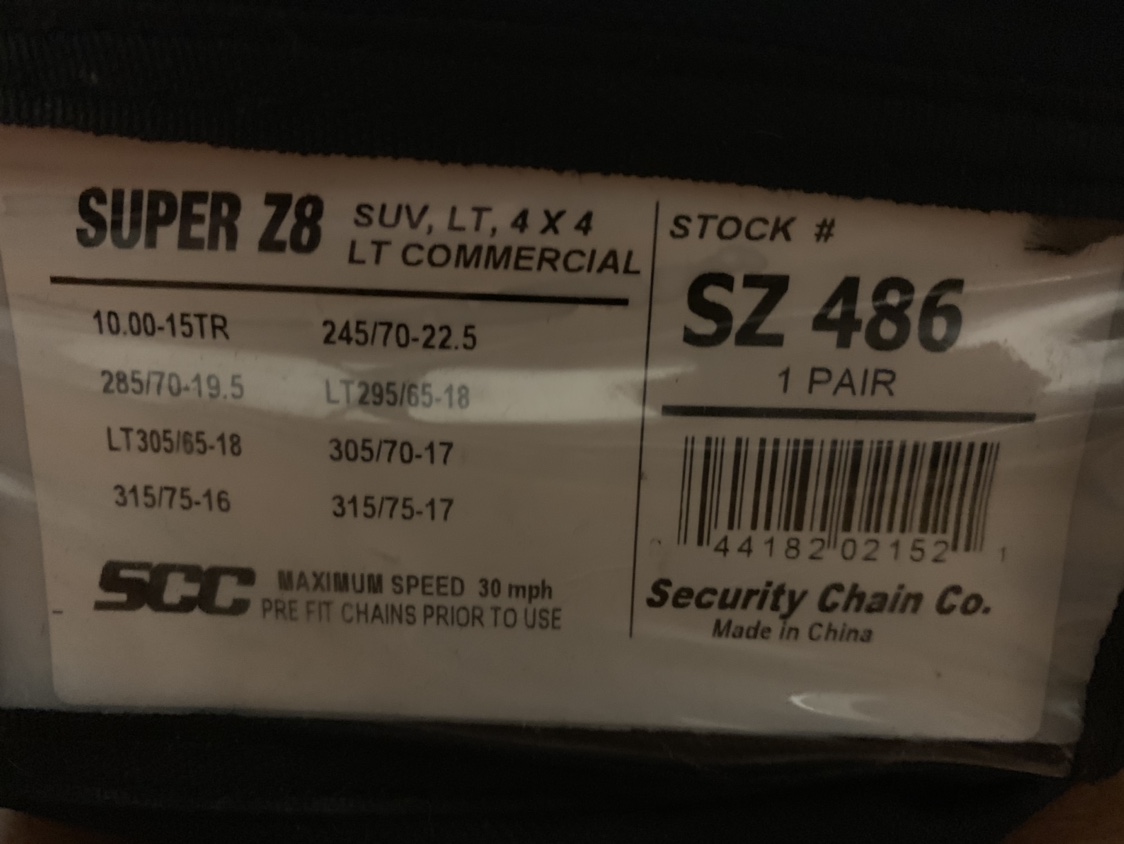 SUPER Z8 SUV, LT, 4 X 4
LT COMMERCIAL
10.00-15TR 245/70-22.5
285/70-19.5 LT295/65-18
LT305/65-18 305/70-17
315/75-16 315/75-17
SCC MAXIMUM SPEED 30 mph
PRE FIT CHAINS PRIOR TO USE
STOCK #
SZ 486
1 PAIR
0 44182 02152 1
Security Chain Co.
Made in China